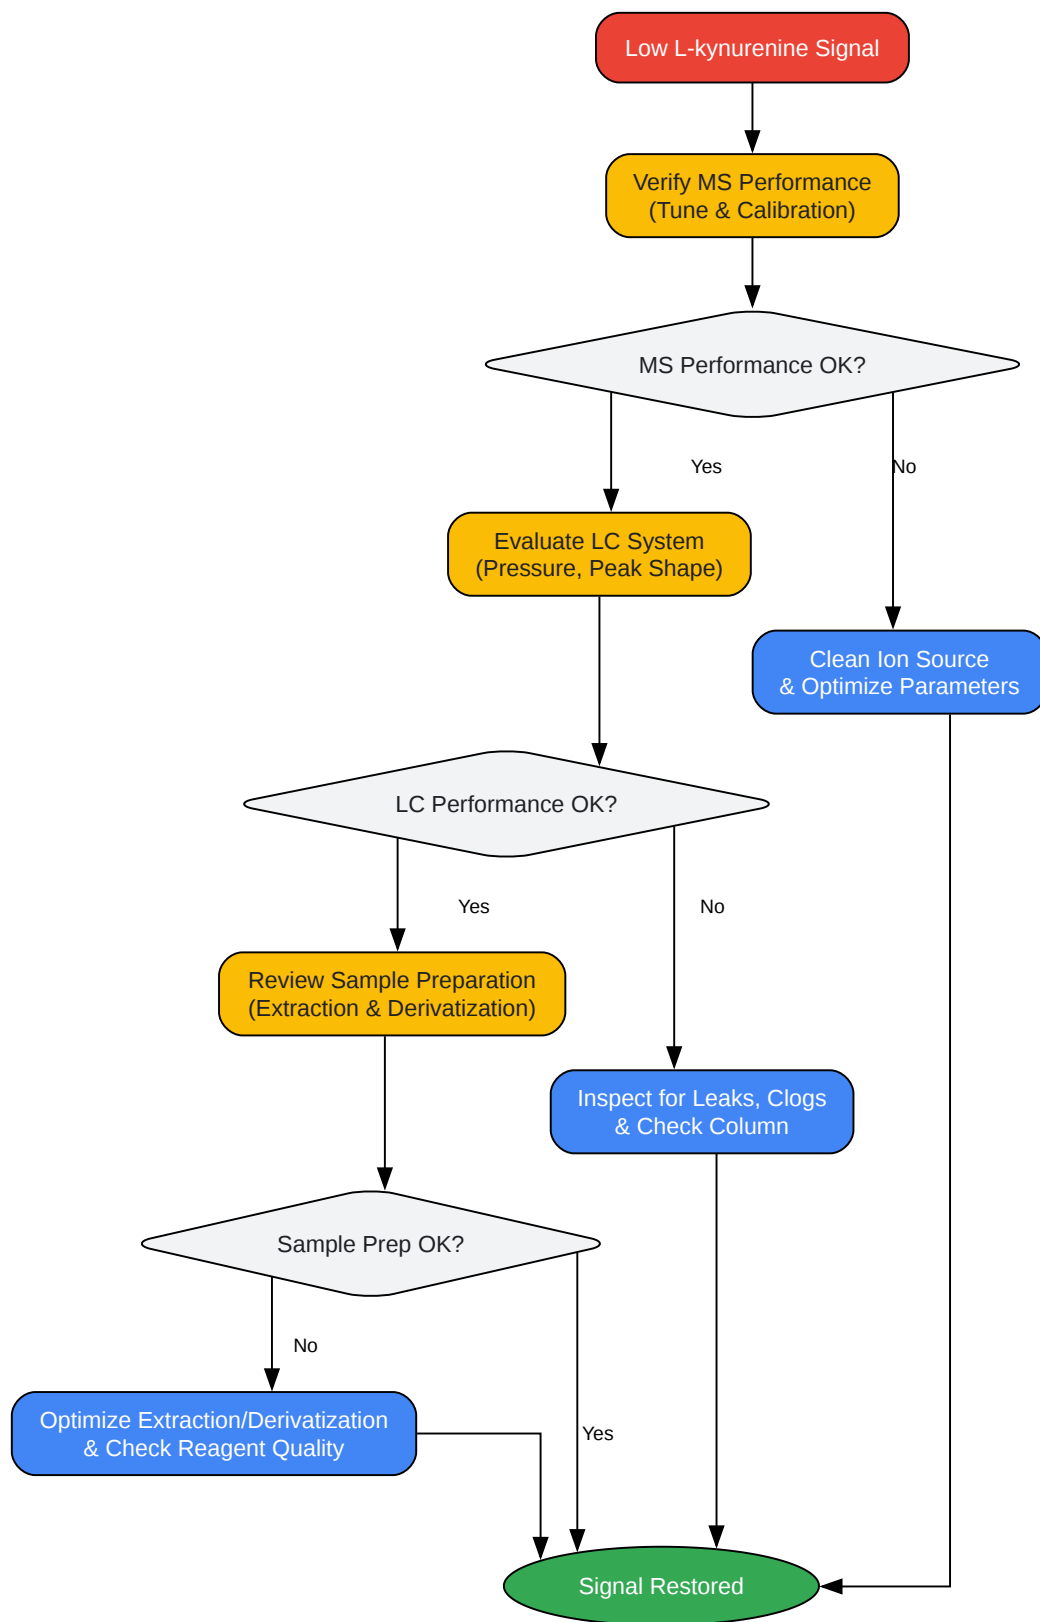 Low L-kynurenine Signal
Verify MS Performance
(Tune & Calibration)
MS Performance OK?
Yes
No
Evaluate LC System
(Pressure, Peak Shape)
Clean Ion Source
& Optimize Parameters
LC Performance OK?
Yes
No
Review Sample Preparation
(Extraction & Derivatization)
Inspect for Leaks, Clogs
& Check Column
Sample Prep OK?
No
Yes
Optimize Extraction/Derivatization
& Check Reagent Quality
Signal Restored